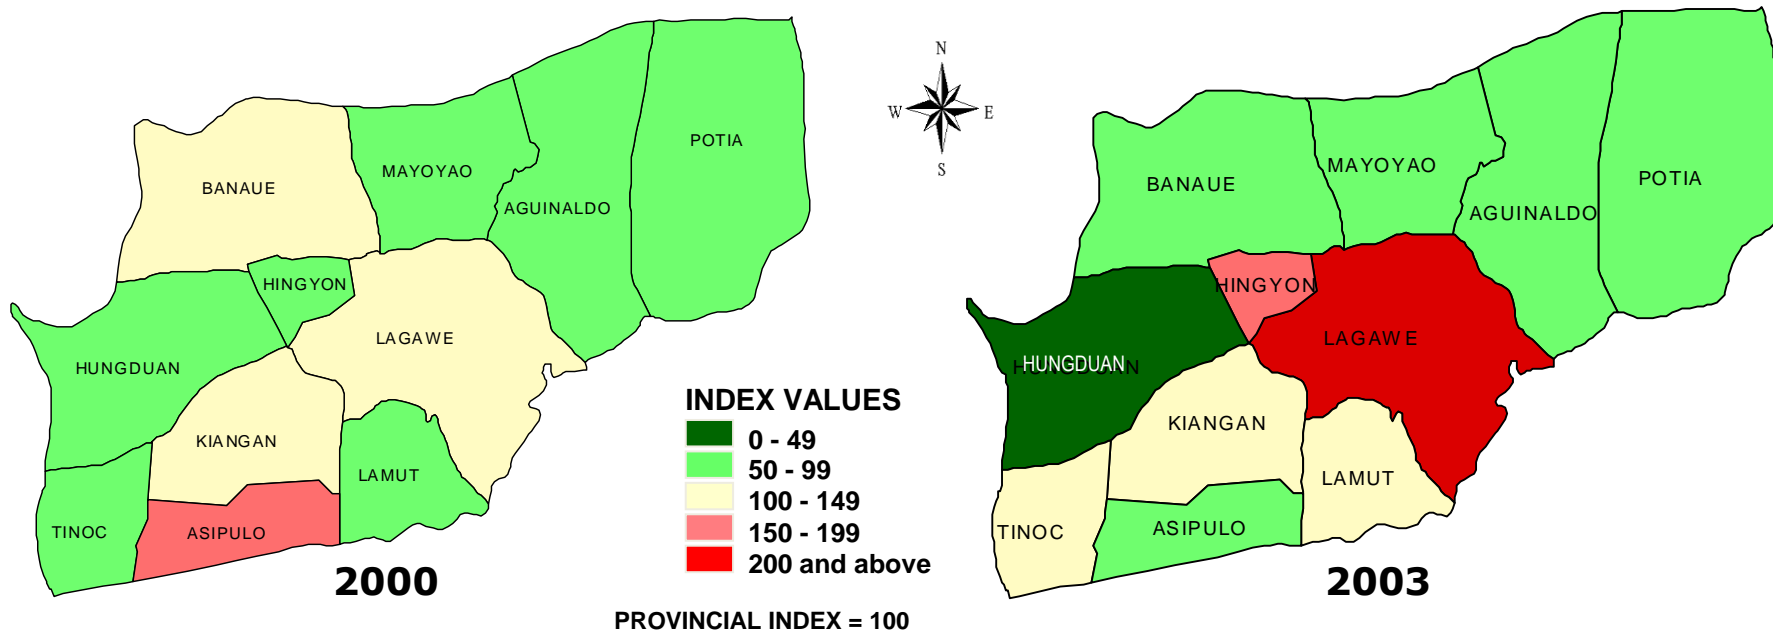 BANAUE
MAYOYAO
AGUINALDO
POTIA
HINGYON
HUNGDUAN
LAGAWE
KIANGAN
LAMUT
TINOC
ASIPULO
2000
N
W
E
S
INDEX VALUES
0 - 49
50 - 99
100 - 149
150 - 199
200 and above
PROVINCIAL INDEX = 100
BANAUE
MAYOYAO
AGUINALDO
POTIA
HINGYON
HUNGDUAN
HUNGDUAN
LAGAWE
KIANGAN
LAMUT
TINOC
ASIPULO
2003